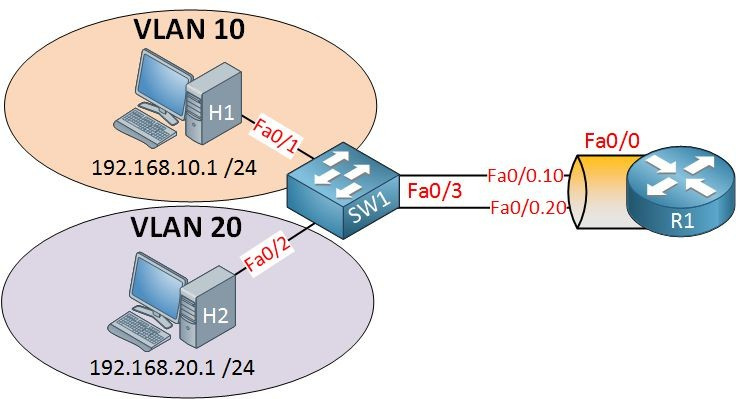 VLAN 10
H1
Fa0/1
192.168.10.1 /24
VLAN 20
Fa0/2
H2
192.168.20.1 /24
SW1
Fa0/3
Fa0/0.10
Fa0/0.20
Fa0/0
R1